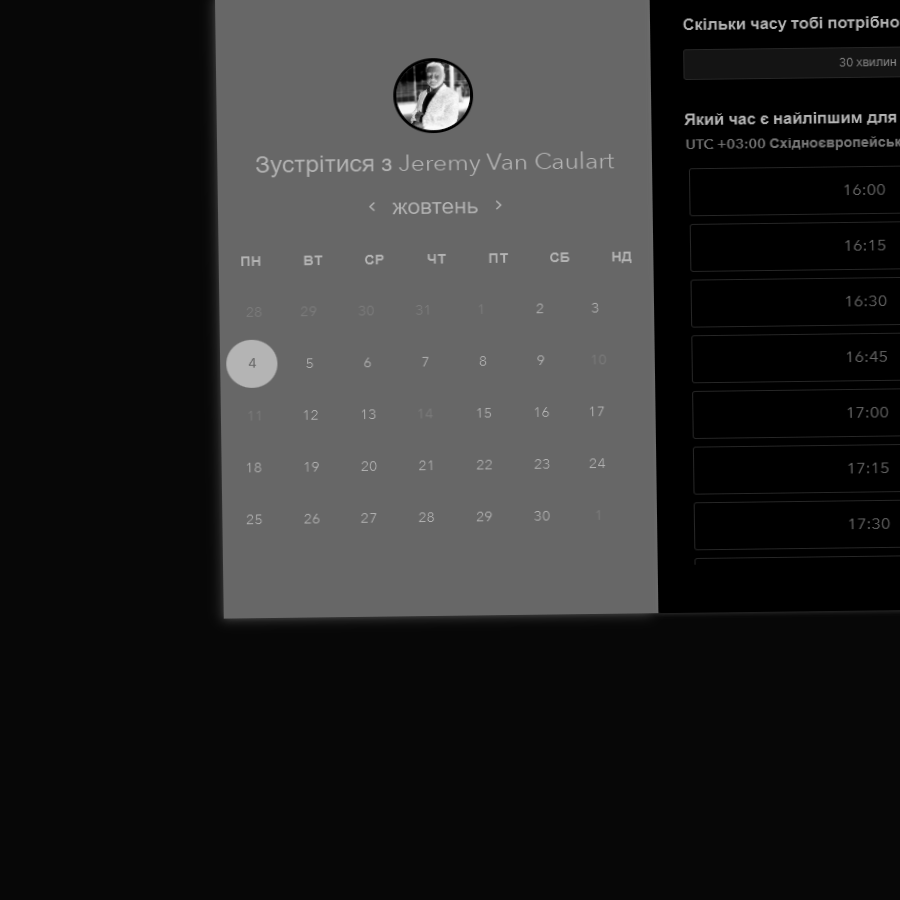 Зустрітися з Jeremy Van Caulart
‹ жовтень ›
ПН ВТ СР ЧТ ПТ СБ НД
28 29 30 31 1 2 3
4 5 6 7 8 9 10
11 12 13 14 15 16 17
18 19 20 21 22 23 24
25 26 27 28 29 30 1
Скільки часу тобі потрібно
30 хвилин
Який час є найліпшим для
UTC +03:00
16:00
16:15
16:30
16:45
17:00
17:15
17:30